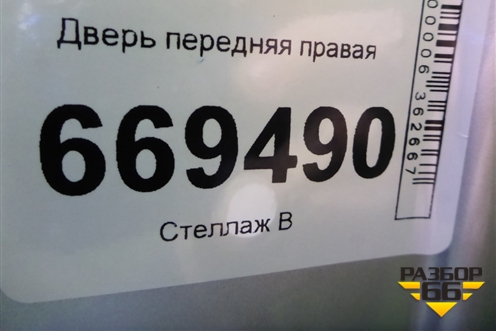 Дверь передняя правая
669490
Стеллаж В
00006 362667
РАЗБОР
66